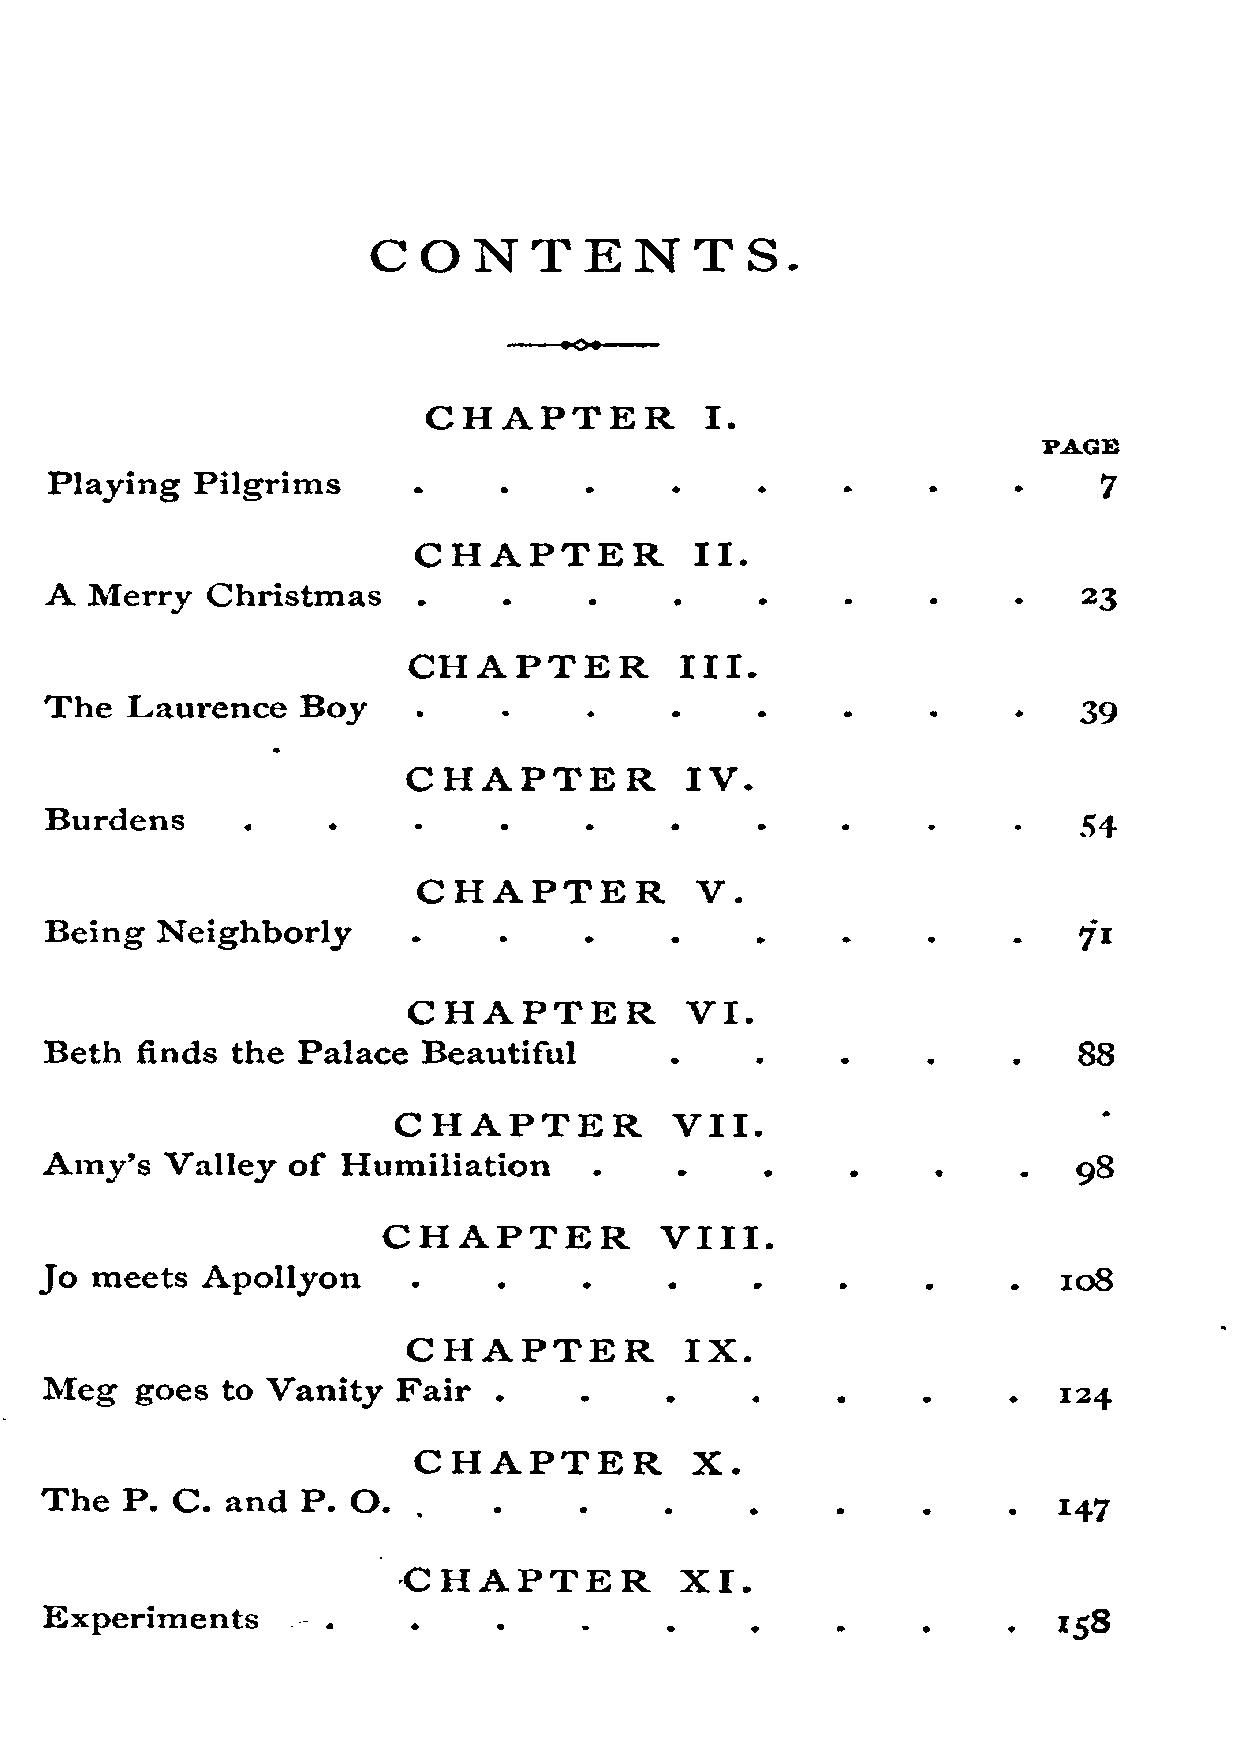 CONTENTS.
CHAPTER I.
PAGE
Playing Pilgrims . . . . . . . . 7
CHAPTER II.
A Merry Christmas . . . . . . . . 23
CHAPTER III.
The Laurence Boy . . . . . . . . 39
CHAPTER IV.
Burdens . . . . . . . . . . 54
CHAPTER V.
Being Neighborly . . . . . . . . 71
CHAPTER VI.
Beth finds the Palace Beautiful . . . . . 88
CHAPTER VII.
Amy's Valley of Humiliation . . . . . . 98
CHAPTER VIII.
Jo meets Apollyon . . . . . . . . 108
CHAPTER IX.
Meg goes to Vanity Fair . . . . . . . 124
CHAPTER X.
The P. C. and P. O. . . . . . . . . 147
CHAPTER XI.
Experiments . . . . . . . . . 158